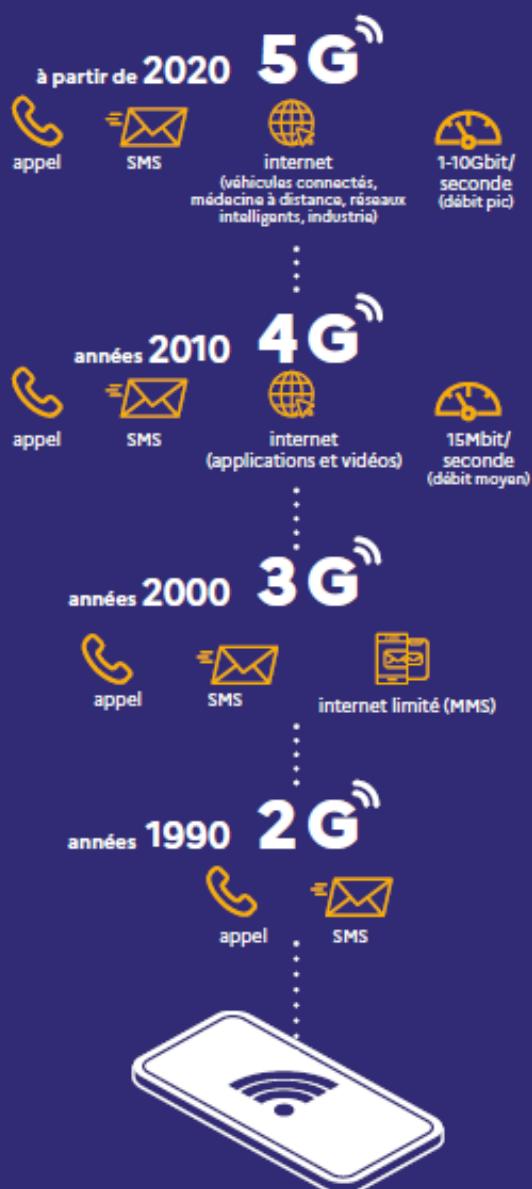 à partir de 2020 5G
appel
SMS
internet
(véhicules connectés,
médecine à distance, réseaux
intelligents, industrie)
1-10Gbit/
seconde
(débit pic)
années 2010 4G
appel
SMS
internet
(applications et vidéos)
15Mbit/
seconde
(débit moyen)
années 2000 3G
appel
SMS
internet limité (MMS)
années 1990 2G
appel
SMS